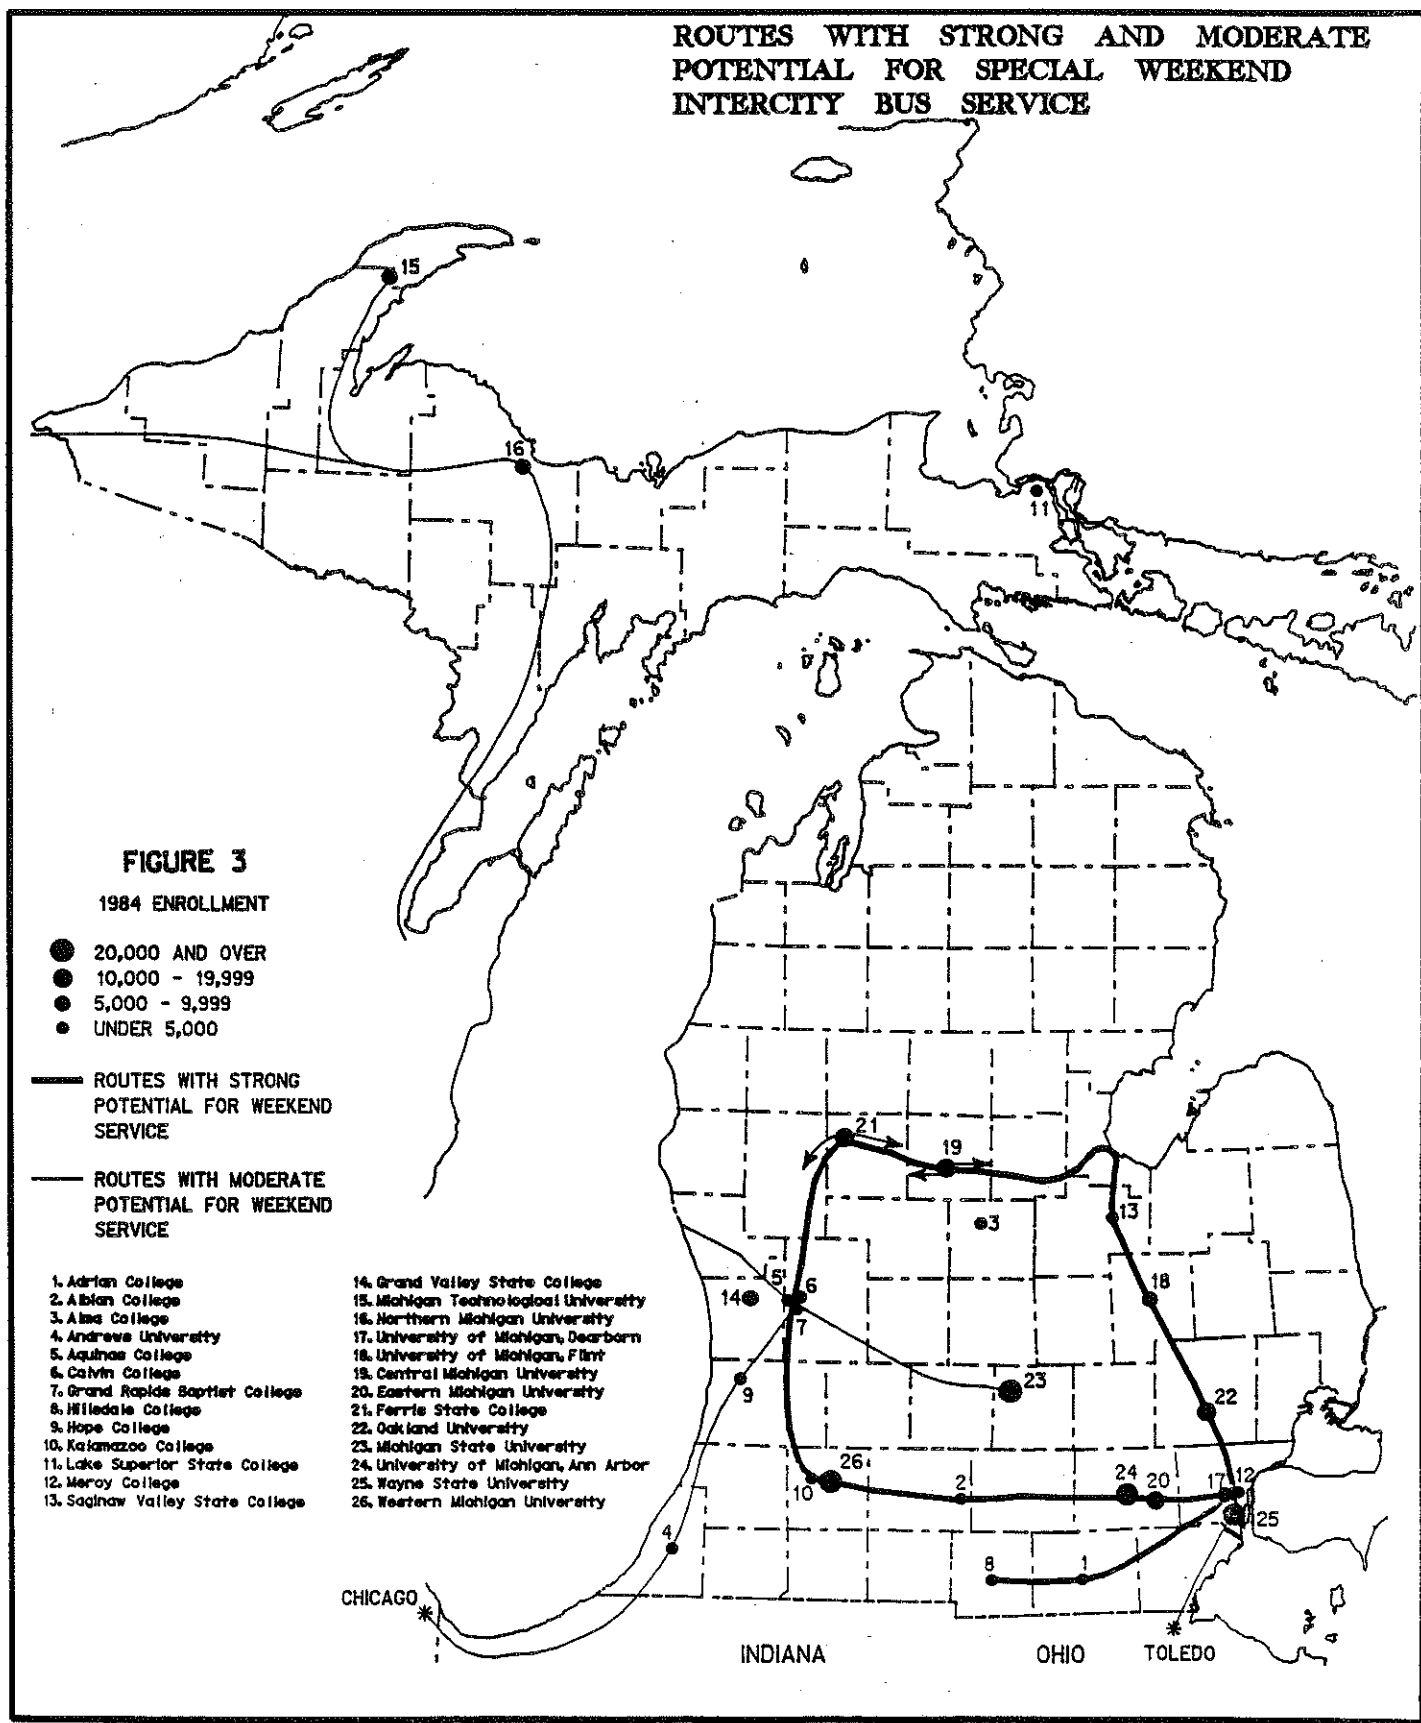 ROUTES WITH STRONG AND MODERATE
POTENTIAL FOR SPECIAL WEEKEND
INTERCITY BUS SERVICE
15
16
11
FIGURE 3
1984 ENROLLMENT
20,000 AND OVER
10,000 - 19,999
5,000 - 9,999
UNDER 5,000
ROUTES WITH STRONG
POTENTIAL FOR WEEKEND
SERVICE
ROUTES WITH MODERATE
POTENTIAL FOR WEEKEND
SERVICE
21
19
3
13
5
6
14
7
18
9
23
22
26
10
2
24
20
17
12
25
4
8
1
1. Adrian College
2. Albion College
3. Alma College
4. Andrews University
5. Aquinas College
6. Calvin College
7. Grand Rapids Baptist College
8. Hillsdale College
9. Hope College
10. Kalamazoo College
11. Lake Superior State College
12. Mercy College
13. Saginaw Valley State College
14. Grand Valley State College
15. Michigan Technological University
16. Northern Michigan University
17. University of Michigan, Dearborn
18. University of Michigan, Flint
19. Central Michigan University
20. Eastern Michigan University
21. Ferris State College
22. Oakland University
23. Michigan State University
24. University of Michigan, Ann Arbor
25. Wayne State University
26. Western Michigan University
CHICAGO
INDIANA
OHIO
TOLEDO